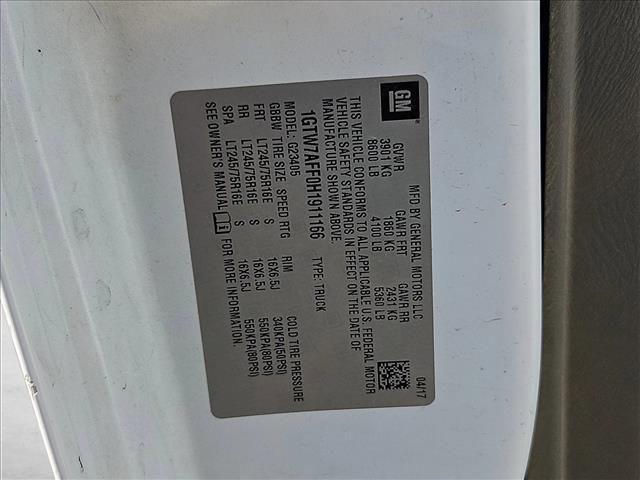 GM
MFD BY GENERAL MOTORS LLC
04/17
GVWR GAWR FRT GAWR RR
3901 KG 1860 KG 2431 KG
8600 LB 4100 LB 5360 LB
THIS VEHICLE CONFORMS TO ALL APPLICABLE U.S. FEDERAL MOTOR
VEHICLE SAFETY STANDARDS IN EFFECT ON THE DATE OF
MANUFACTURE SHOWN ABOVE.
1GTW7AFF0H1911166 TYPE: TRUCK
MODEL: G23405
GBBW TIRE SIZE SPEED RTG RIM COLD TIRE PRESSURE
FRT LT245/75R16E S 16X6.5J 340KPA(50PSI)
RR LT245/75R16E S 16X6.5J 550KPA(80PSI)
SPA LT245/75R16E S 16X6.5J 550KPA(80PSI)
SEE OWNER'S MANUAL FOR MORE INFORMATION.